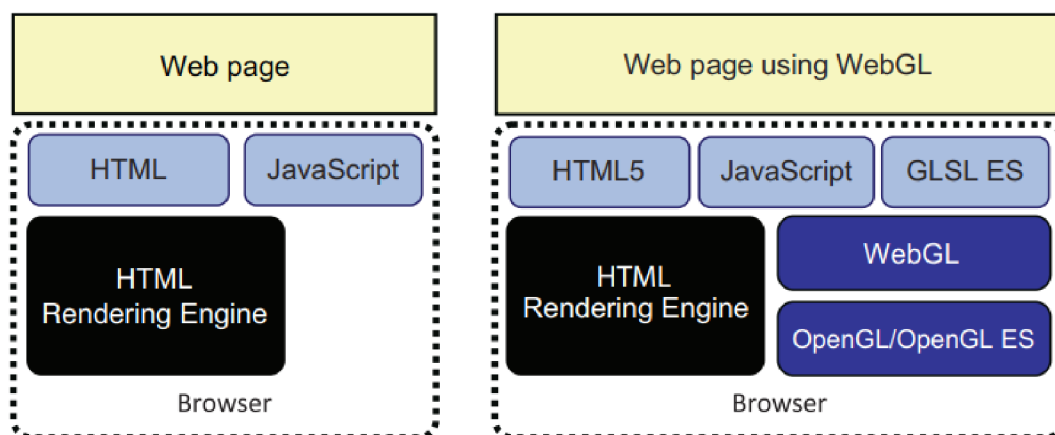 Web page
HTML
JavaScript
HTML
Rendering Engine
Browser
Web page using WebGL
HTML5
JavaScript
GLSL ES
HTML
Rendering Engine
WebGL
OpenGL/OpenGL ES
Browser